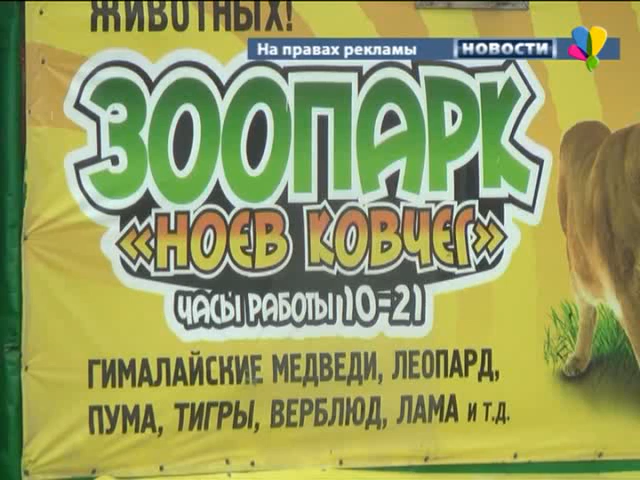 ЖИВОТНЫХ!
На правах рекламы
НОВОСТИ
ЗООПАРК
«НОЕВ КОВЧЕГ»
ЧАСЫ РАБОТЫ 10-21
ГИМАЛАЙСКИЕ МЕДВЕДИ, ЛЕОПАРД,
ПУМА, ТИГРЫ, ВЕРБЛЮД, ЛАМА и т.д.